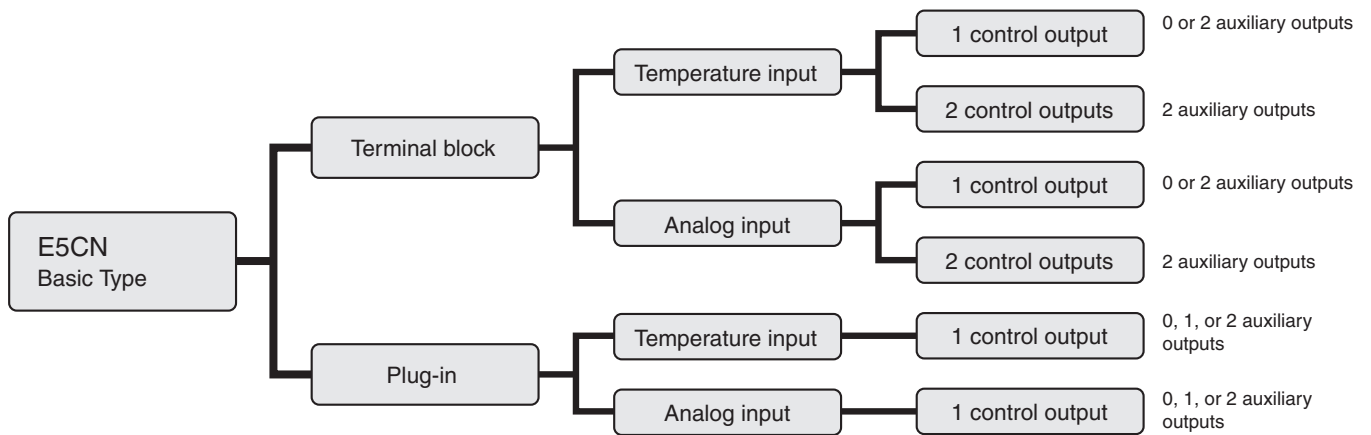 E5CN
Basic Type
Terminal block
Temperature input
1 control output
0 or 2 auxiliary outputs
2 control outputs
2 auxiliary outputs
Analog input
1 control output
0 or 2 auxiliary outputs
2 control outputs
2 auxiliary outputs
Plug-in
Temperature input
1 control output
0, 1, or 2 auxiliary
outputs
Analog input
1 control output
0, 1, or 2 auxiliary
outputs